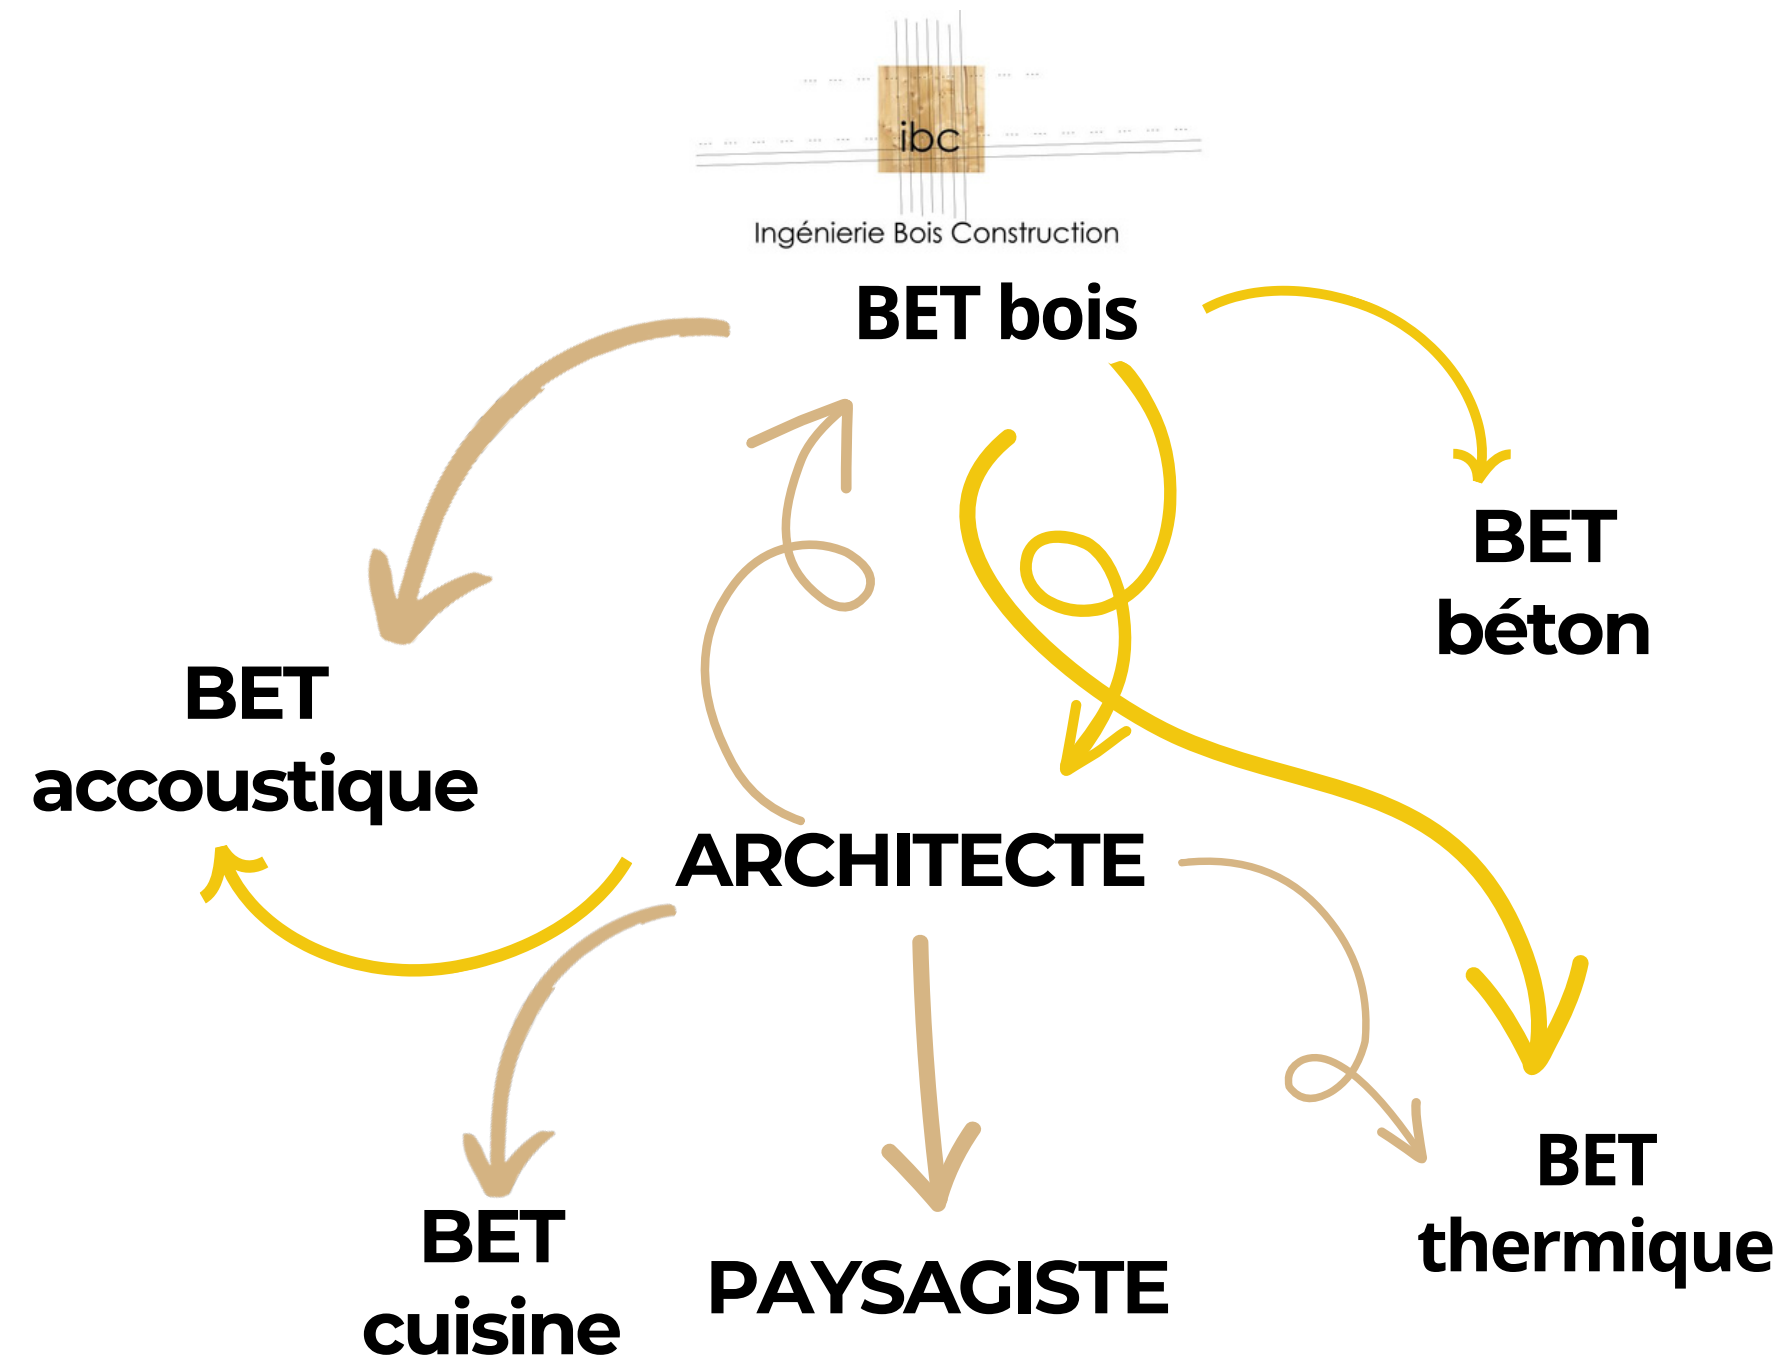 ibc
Ingénierie Bois Construction
BET bois
BET
béton
BET
accoustique
ARCHITECTE
BET
thermique
BET
cuisine
PAYSAGISTE